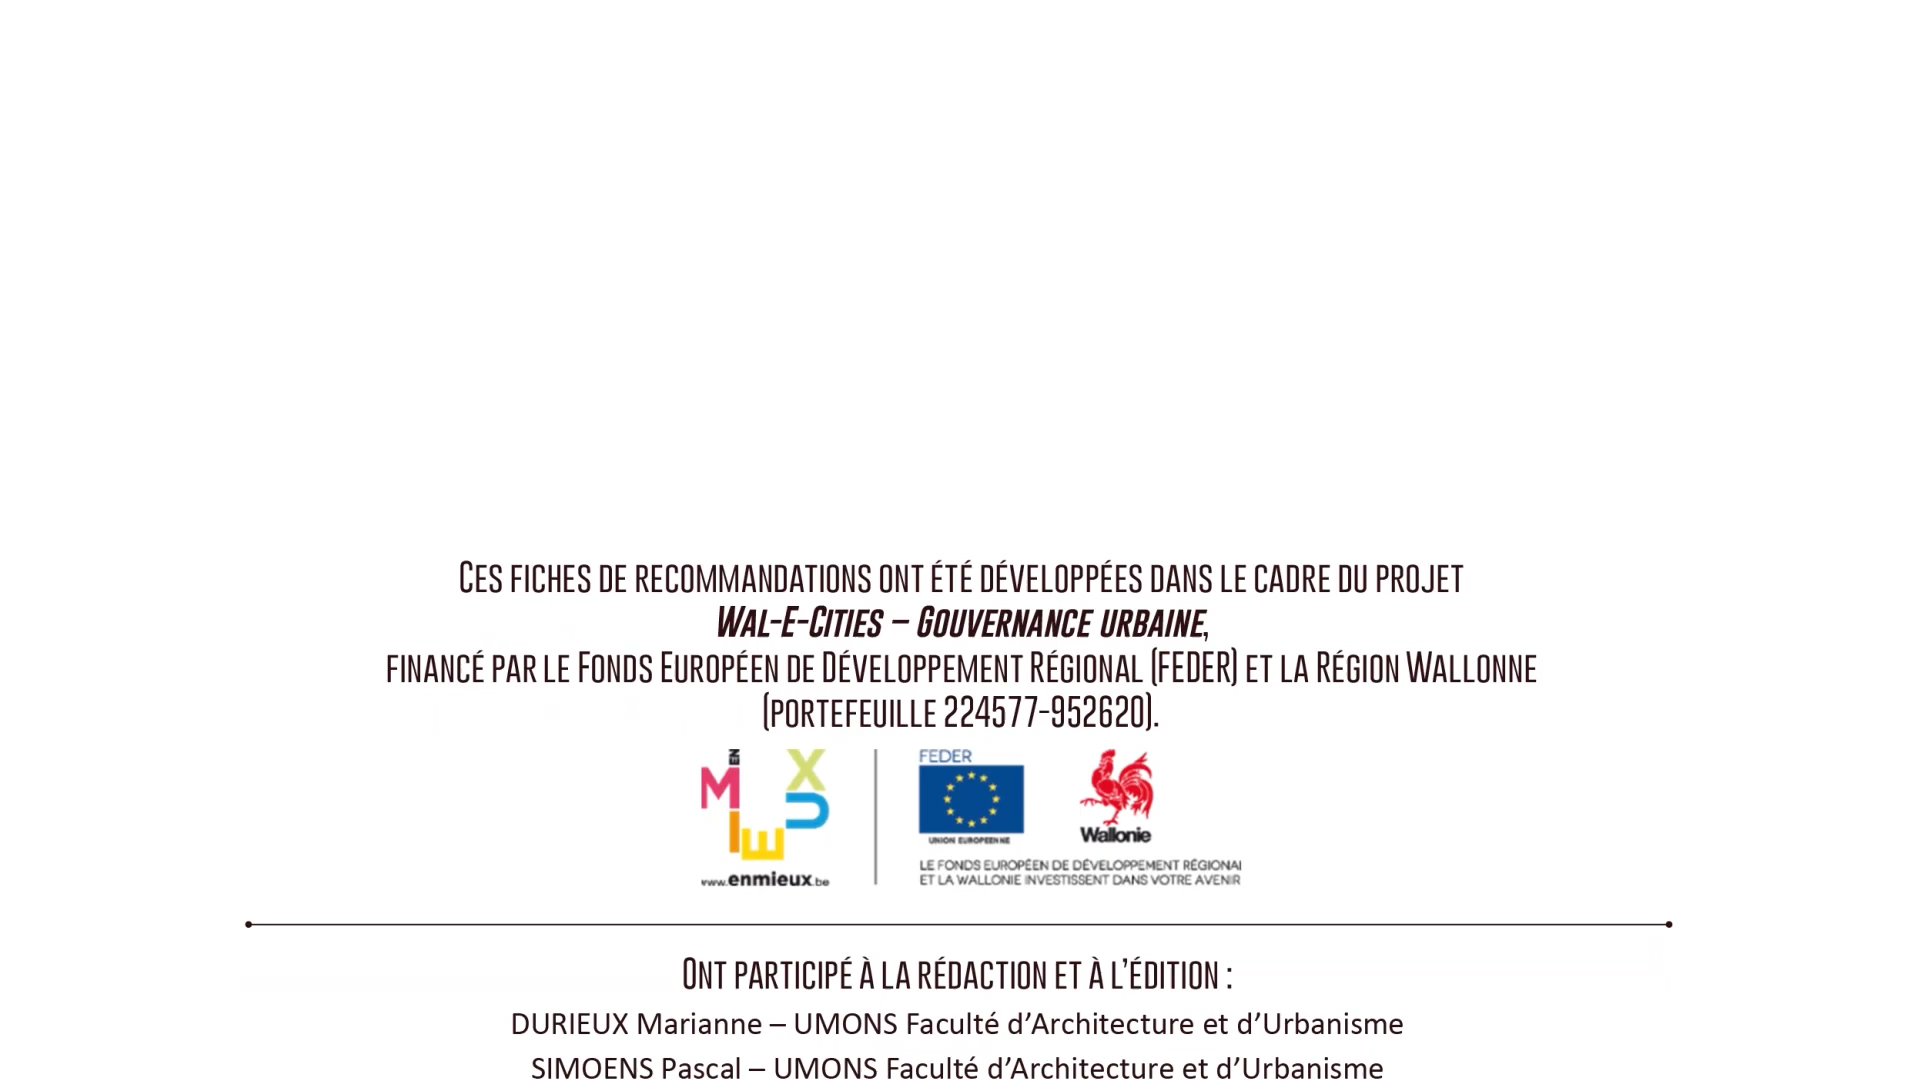 Ces fiches de recommandations ont été développées dans le cadre du projet
Wal-E-Cities – Gouvernance urbaine,
financé par le Fonds Européen de Développement Régional (FEDER) et la Région Wallonne
(portefeuille 224577-952620).
EN MIEUX
www.enmieux.be
FEDER
UNION EUROPEENNE
Wallonie
LE FONDS EUROPÉEN DE DÉVELOPPEMENT RÉGIONAL
ET LA WALLONIE INVESTISSENT DANS VOTRE AVENIR
Ont participé à la rédaction et à l’édition :
DURIEUX Marianne – UMONS Faculté d’Architecture et d’Urbanisme
SIMOENS Pascal – UMONS Faculté d’Architecture et d’Urbanisme